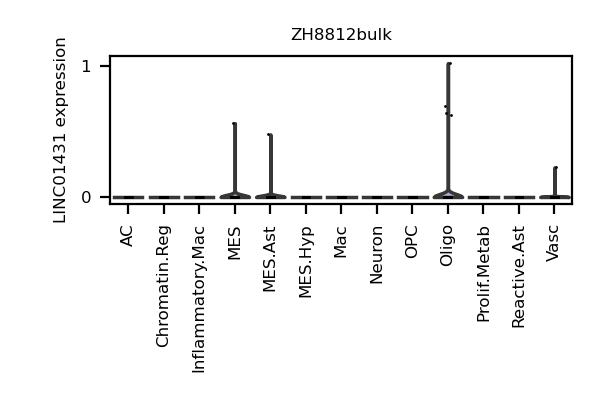 ZH8812bulk
LINC01431 expression
1
0
AC
Chromatin.Reg
Inflammatory.Mac
MES
MES.Ast
MES.Hyp
Mac
Neuron
OPC
Oligo
Prolif.Metab
Reactive.Ast
Vasc